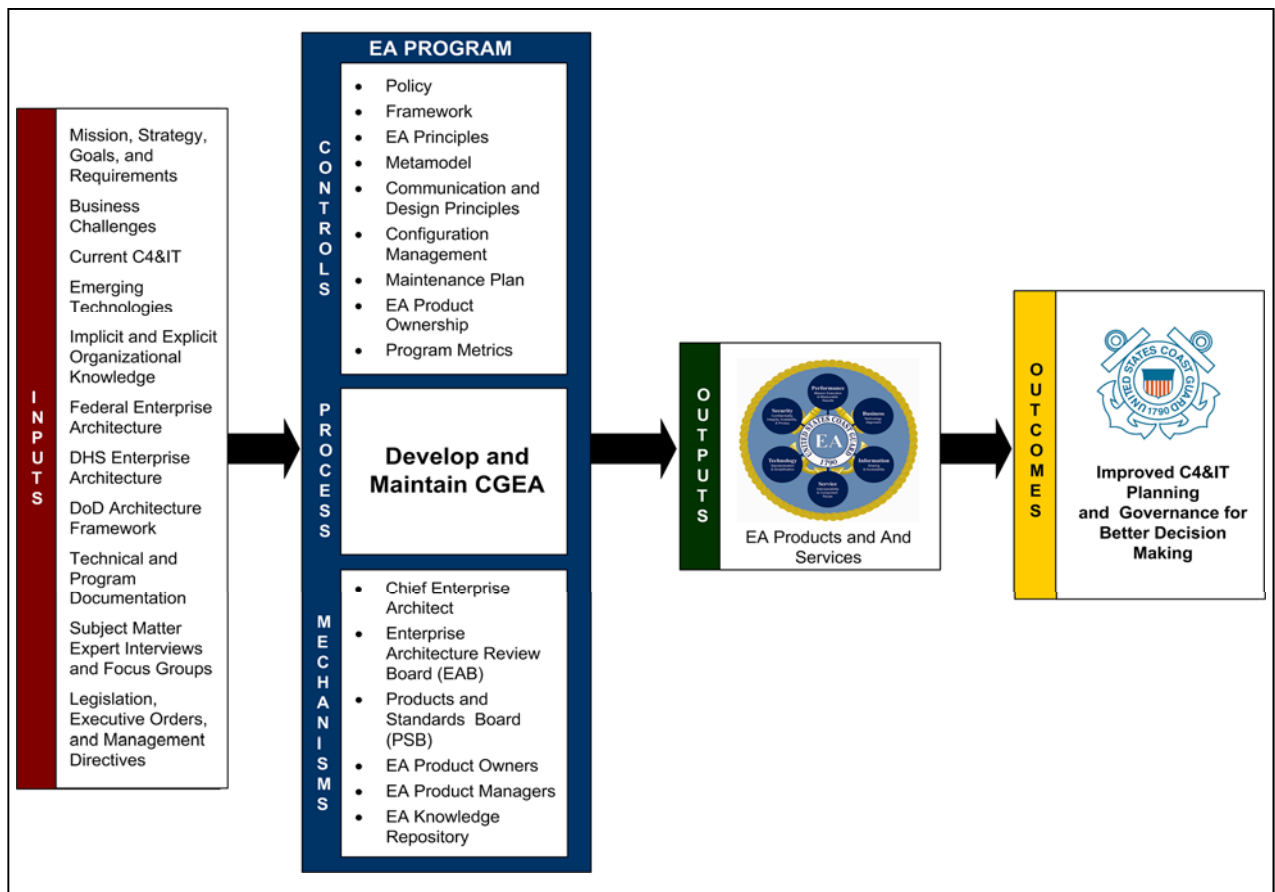 INPUTS
Mission, Strategy,
Goals, and
Requirements
Business
Challenges
Current C4&IT
Emerging
Technologies
Implicit and Explicit
Organizational
Knowledge
Federal Enterprise
Architecture
DHS Enterprise
Architecture
DoD Architecture
Framework
Technical and
Program
Documentation
Subject Matter
Expert Interviews
and Focus Groups
Legislation,
Executive Orders,
and Management
Directives
EA PROGRAM
CONTROLS
• Policy
• Framework
• EA Principles
• Metamodel
• Communication and
Design Principles
• Configuration
Management
• Maintenance Plan
• EA Product
Ownership
• Program Metrics
PROCESS
Develop and
Maintain CGEA
MECHANISMS
• Chief Enterprise
Architect
• Enterprise
Architecture Review
Board (EAB)
• Products and
Standards Board
(PSB)
• EA Product Owners
• EA Product Managers
• EA Knowledge
Repository
OUTPUTS
Performance
Security
Business
UNITED STATES COAST GUARD
EA
1790
Technology
Information
Service
EA Products and And
Services
OUTCOMES
UNITED STATES COAST GUARD
1790
Improved C4&IT
Planning
and Governance for
Better Decision
Making